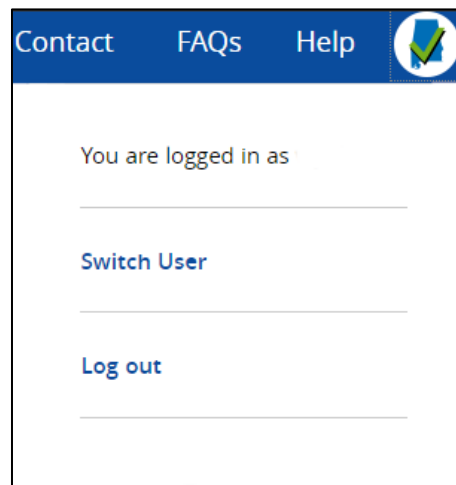 Contact FAQs Help
You are logged in as
Switch User
Log out